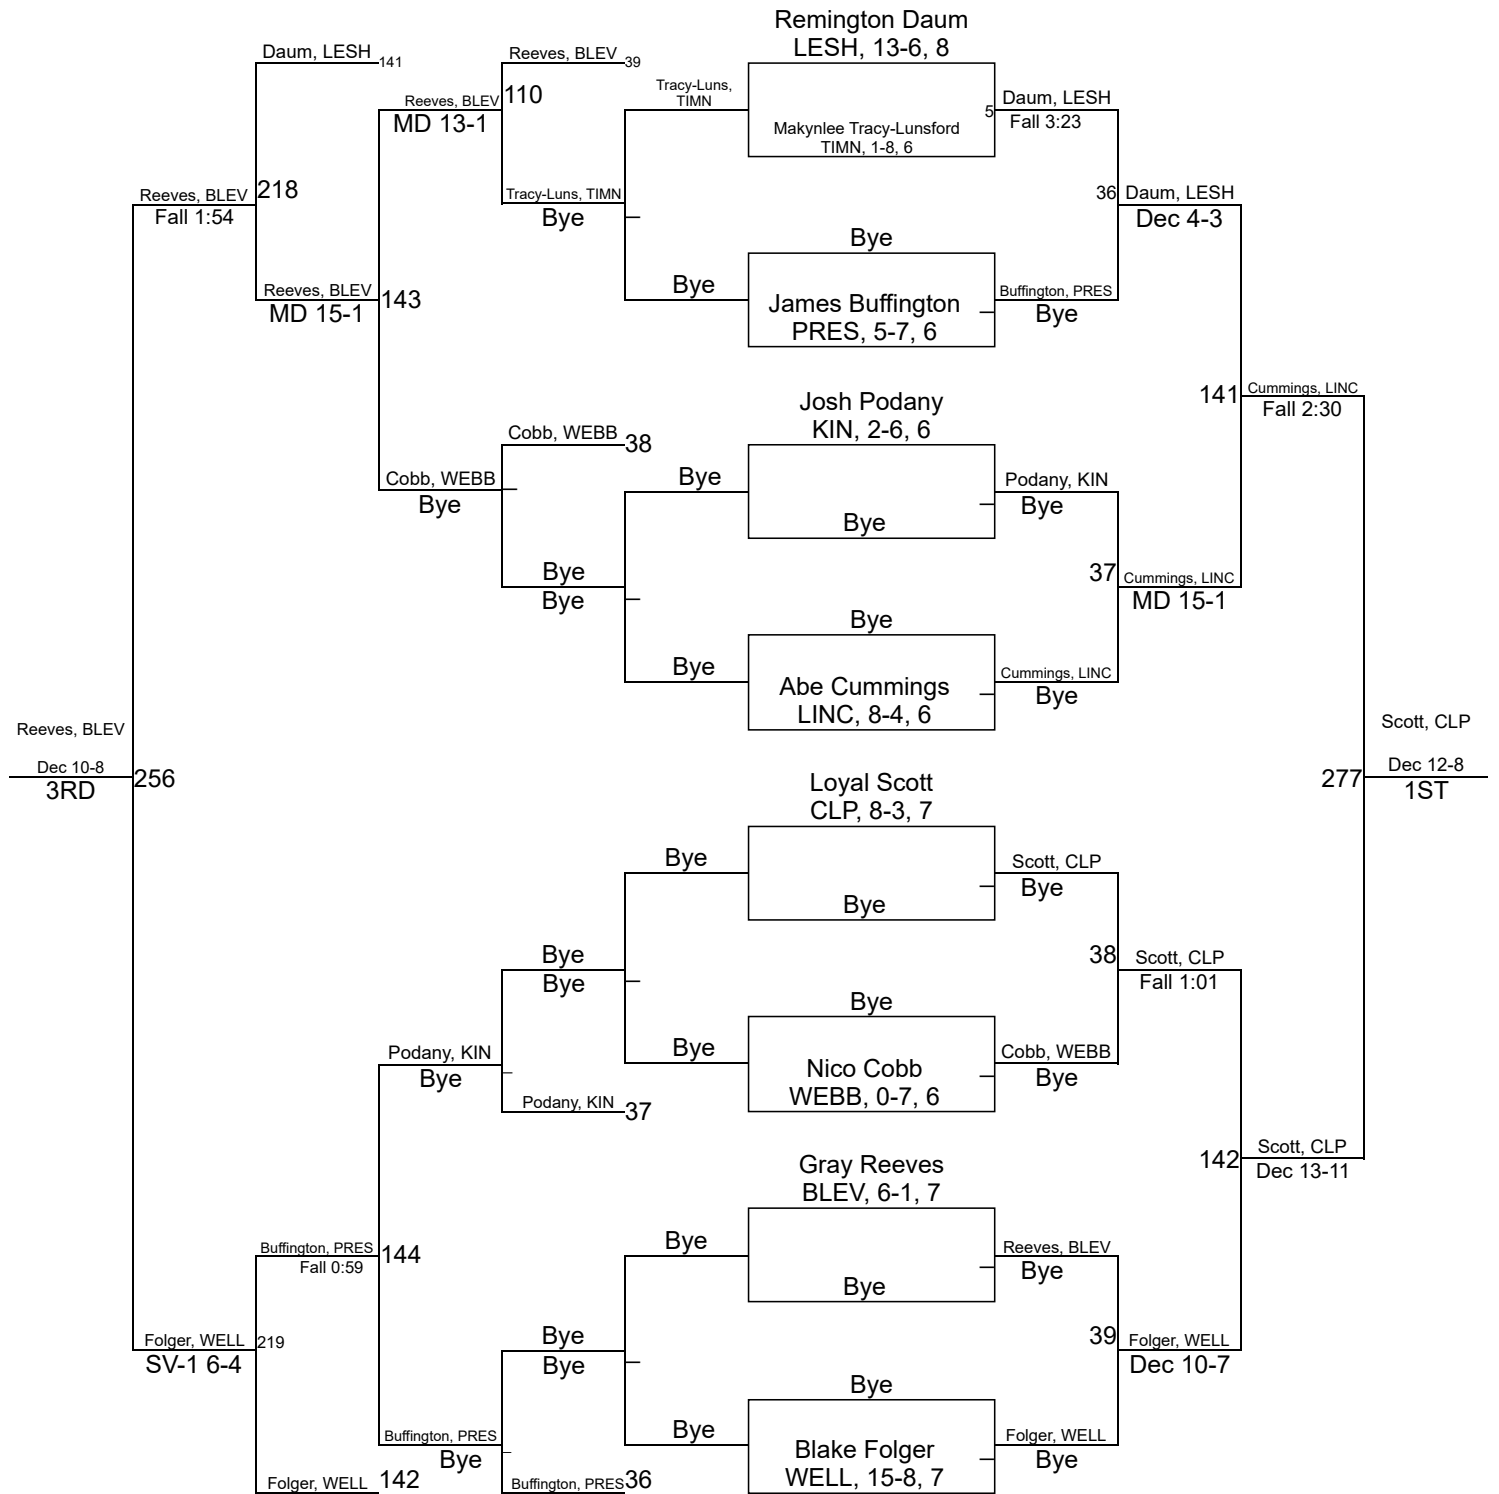 Remington Daum
LESH, 13-6, 8
Daum, LESH
141
Reeves, BLEV
39
Tracy-Luns,
TIMN
Reeves, BLEV
110
MD 13-1
Makynlee Tracy-Lunsford
TIMN, 1-8, 6
5
Daum, LESH
Fall 3:23
Reeves, BLEV
218
Fall 1:54
Tracy-Luns, TIMN
Bye
36
Daum, LESH
Dec 4-3
Bye
Reeves, BLEV
143
MD 15-1
Bye
James Buffington
PRES, 5-7, 6
Buffington, PRES
Bye
Josh Podany
KIN, 2-6, 6
141
Cummings, LINC
Fall 2:30
Cobb, WEBB
38
Cobb, WEBB
Bye
Bye
Bye
Podany, KIN
Bye
Bye
Bye
37
Cummings, LINC
MD 15-1
Bye
Bye
Abe Cummings
LINC, 8-4, 6
Cummings, LINC
Bye
Reeves, BLEV
Dec 10-8
3RD
256
Scott, CLP
277
Dec 12-8
1ST
Loyal Scott
CLP, 8-3, 7
Bye
Bye
Scott, CLP
Bye
Bye
Bye
38
Scott, CLP
Fall 1:01
Bye
Podany, KIN
Bye
Bye
Nico Cobb
WEBB, 0-7, 6
Cobb, WEBB
Bye
Podany, KIN
37
Gray Reeves
BLEV, 6-1, 7
142
Scott, CLP
Dec 13-11
Buffington, PRES
144
Fall 0:59
Bye
Bye
Reeves, BLEV
Bye
Folger, WELL
219
SV-1 6-4
Bye
Bye
39
Folger, WELL
Dec 10-7
Bye
Buffington, PRES
Bye
Bye
Blake Folger
WELL, 15-8, 7
Folger, WELL
Bye
Folger, WELL
142
Buffington, PRES
36